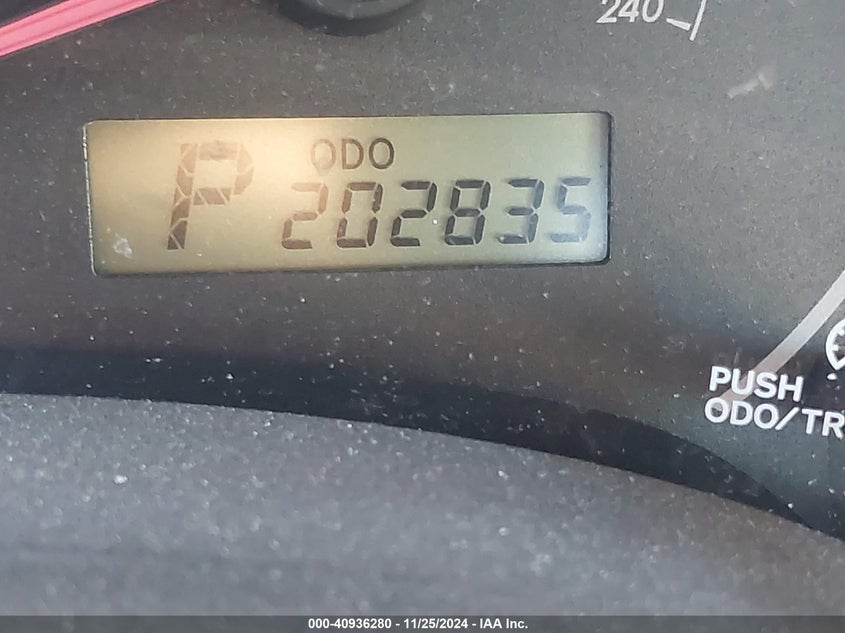 240
ODO
P 202835
PUSH
ODO/TR
000-40936280 - 11/25/2024 - IAA Inc.